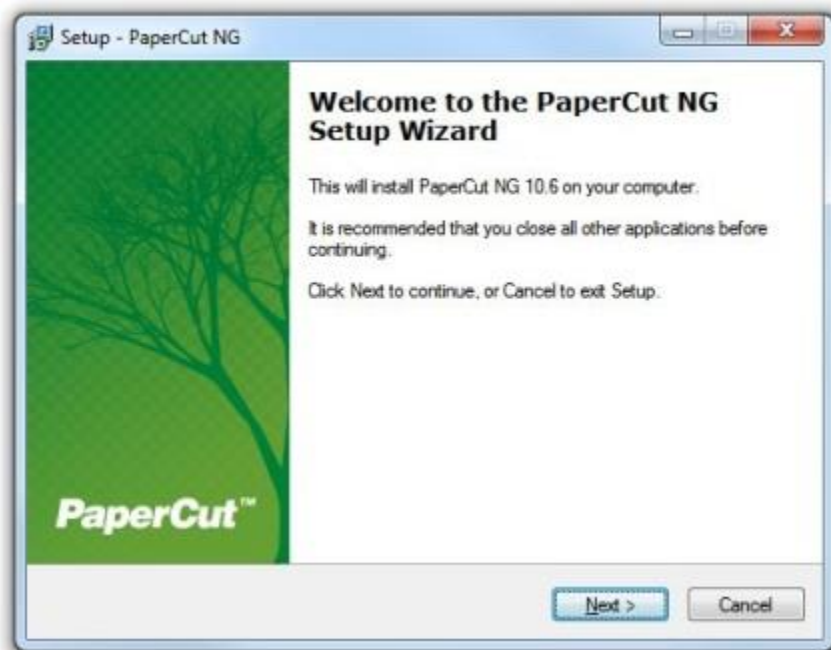 Setup - PaperCut NG
Welcome to the PaperCut NG
Setup Wizard
This will install PaperCut NG 10.6 on your computer.
It is recommended that you close all other applications before
continuing.
Click Next to continue, or Cancel to exit Setup.
PaperCut™
Next >
Cancel